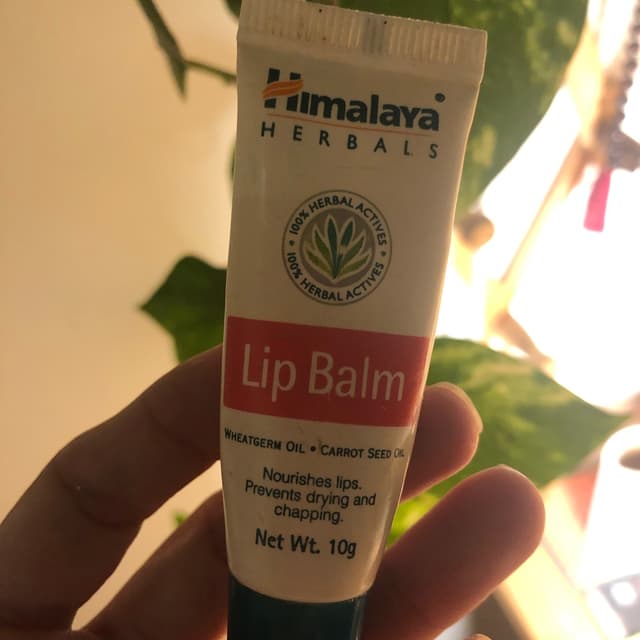 Himalaya®
HERBALS
100% HERBAL ACTIVES
100% HERBAL ACTIVES
Lip Balm
WHEATGERM OIL • CARROT SEED OIL
Nourishes lips.
Prevents drying and
chapping.
Net Wt. 10g